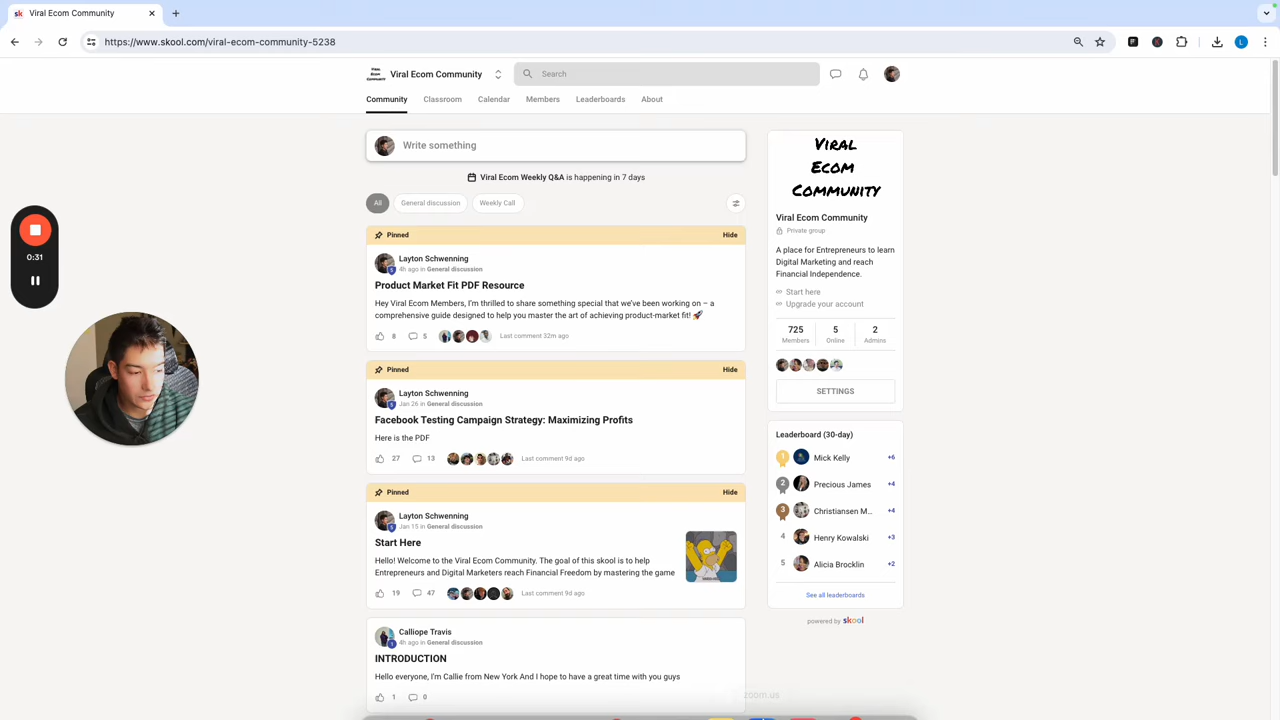 Viral Ecom Community
https://www.skool.com/viral-ecom-community-5238
L
Viral Ecom Community
Search
Community Classroom Calendar Members Leaderboards About
Write something
Viral Ecom Weekly Q&A is happening in 7 days
All General discussion Weekly Call
Pinned Hide
Layton Schwenning
4h ago in General discussion
Product Market Fit PDF Resource
Hey Viral Ecom Members, I'm thrilled to share something special that we've been working on – a
comprehensive guide designed to help you master the art of achieving product-market fit! 🚀
8 5 Last comment 32m ago
Pinned Hide
Layton Schwenning
Jan 26 in General discussion
Facebook Testing Campaign Strategy: Maximizing Profits
Here is the PDF
27 13 Last comment 9d ago
Pinned Hide
Layton Schwenning
Jan 15 in General discussion
Start Here
Hello! Welcome to the Viral Ecom Community. The goal of this skool is to help
Entrepreneurs and Digital Marketers reach Financial Freedom by mastering the game
19 47 Last comment 9d ago
Calliope Travis
4h ago in General discussion
INTRODUCTION
Hello everyone, I'm Callie from New York And I hope to have a great time with you guys
1 0
Viral
Ecom
Community
Viral Ecom Community
Private group
A place for Entrepreneurs to learn
Digital Marketing and reach
Financial Independence.
Start here
Upgrade your account
725 5 2
Members Online Admins
SETTINGS
Leaderboard (30-day)
1 Mick Kelly +6
2 Precious James +4
3 Christiansen M... +4
4 Henry Kowalski +3
5 Alicia Brocklin +2
See all leaderboards
powered by skool
0:31
zoom.us